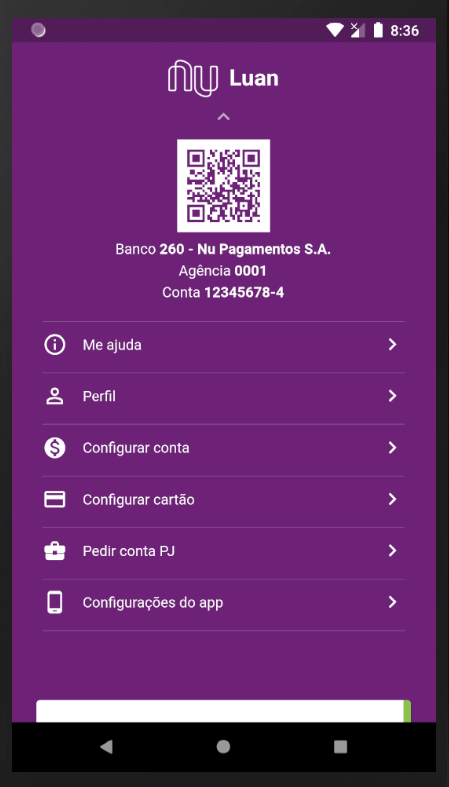 8:36
nu Luan
Banco 260 - Nu Pagamentos S.A.
Agência 0001
Conta 12345678-4
Me ajuda
Perfil
Configurar conta
Configurar cartão
Pedir conta PJ
Configurações do app